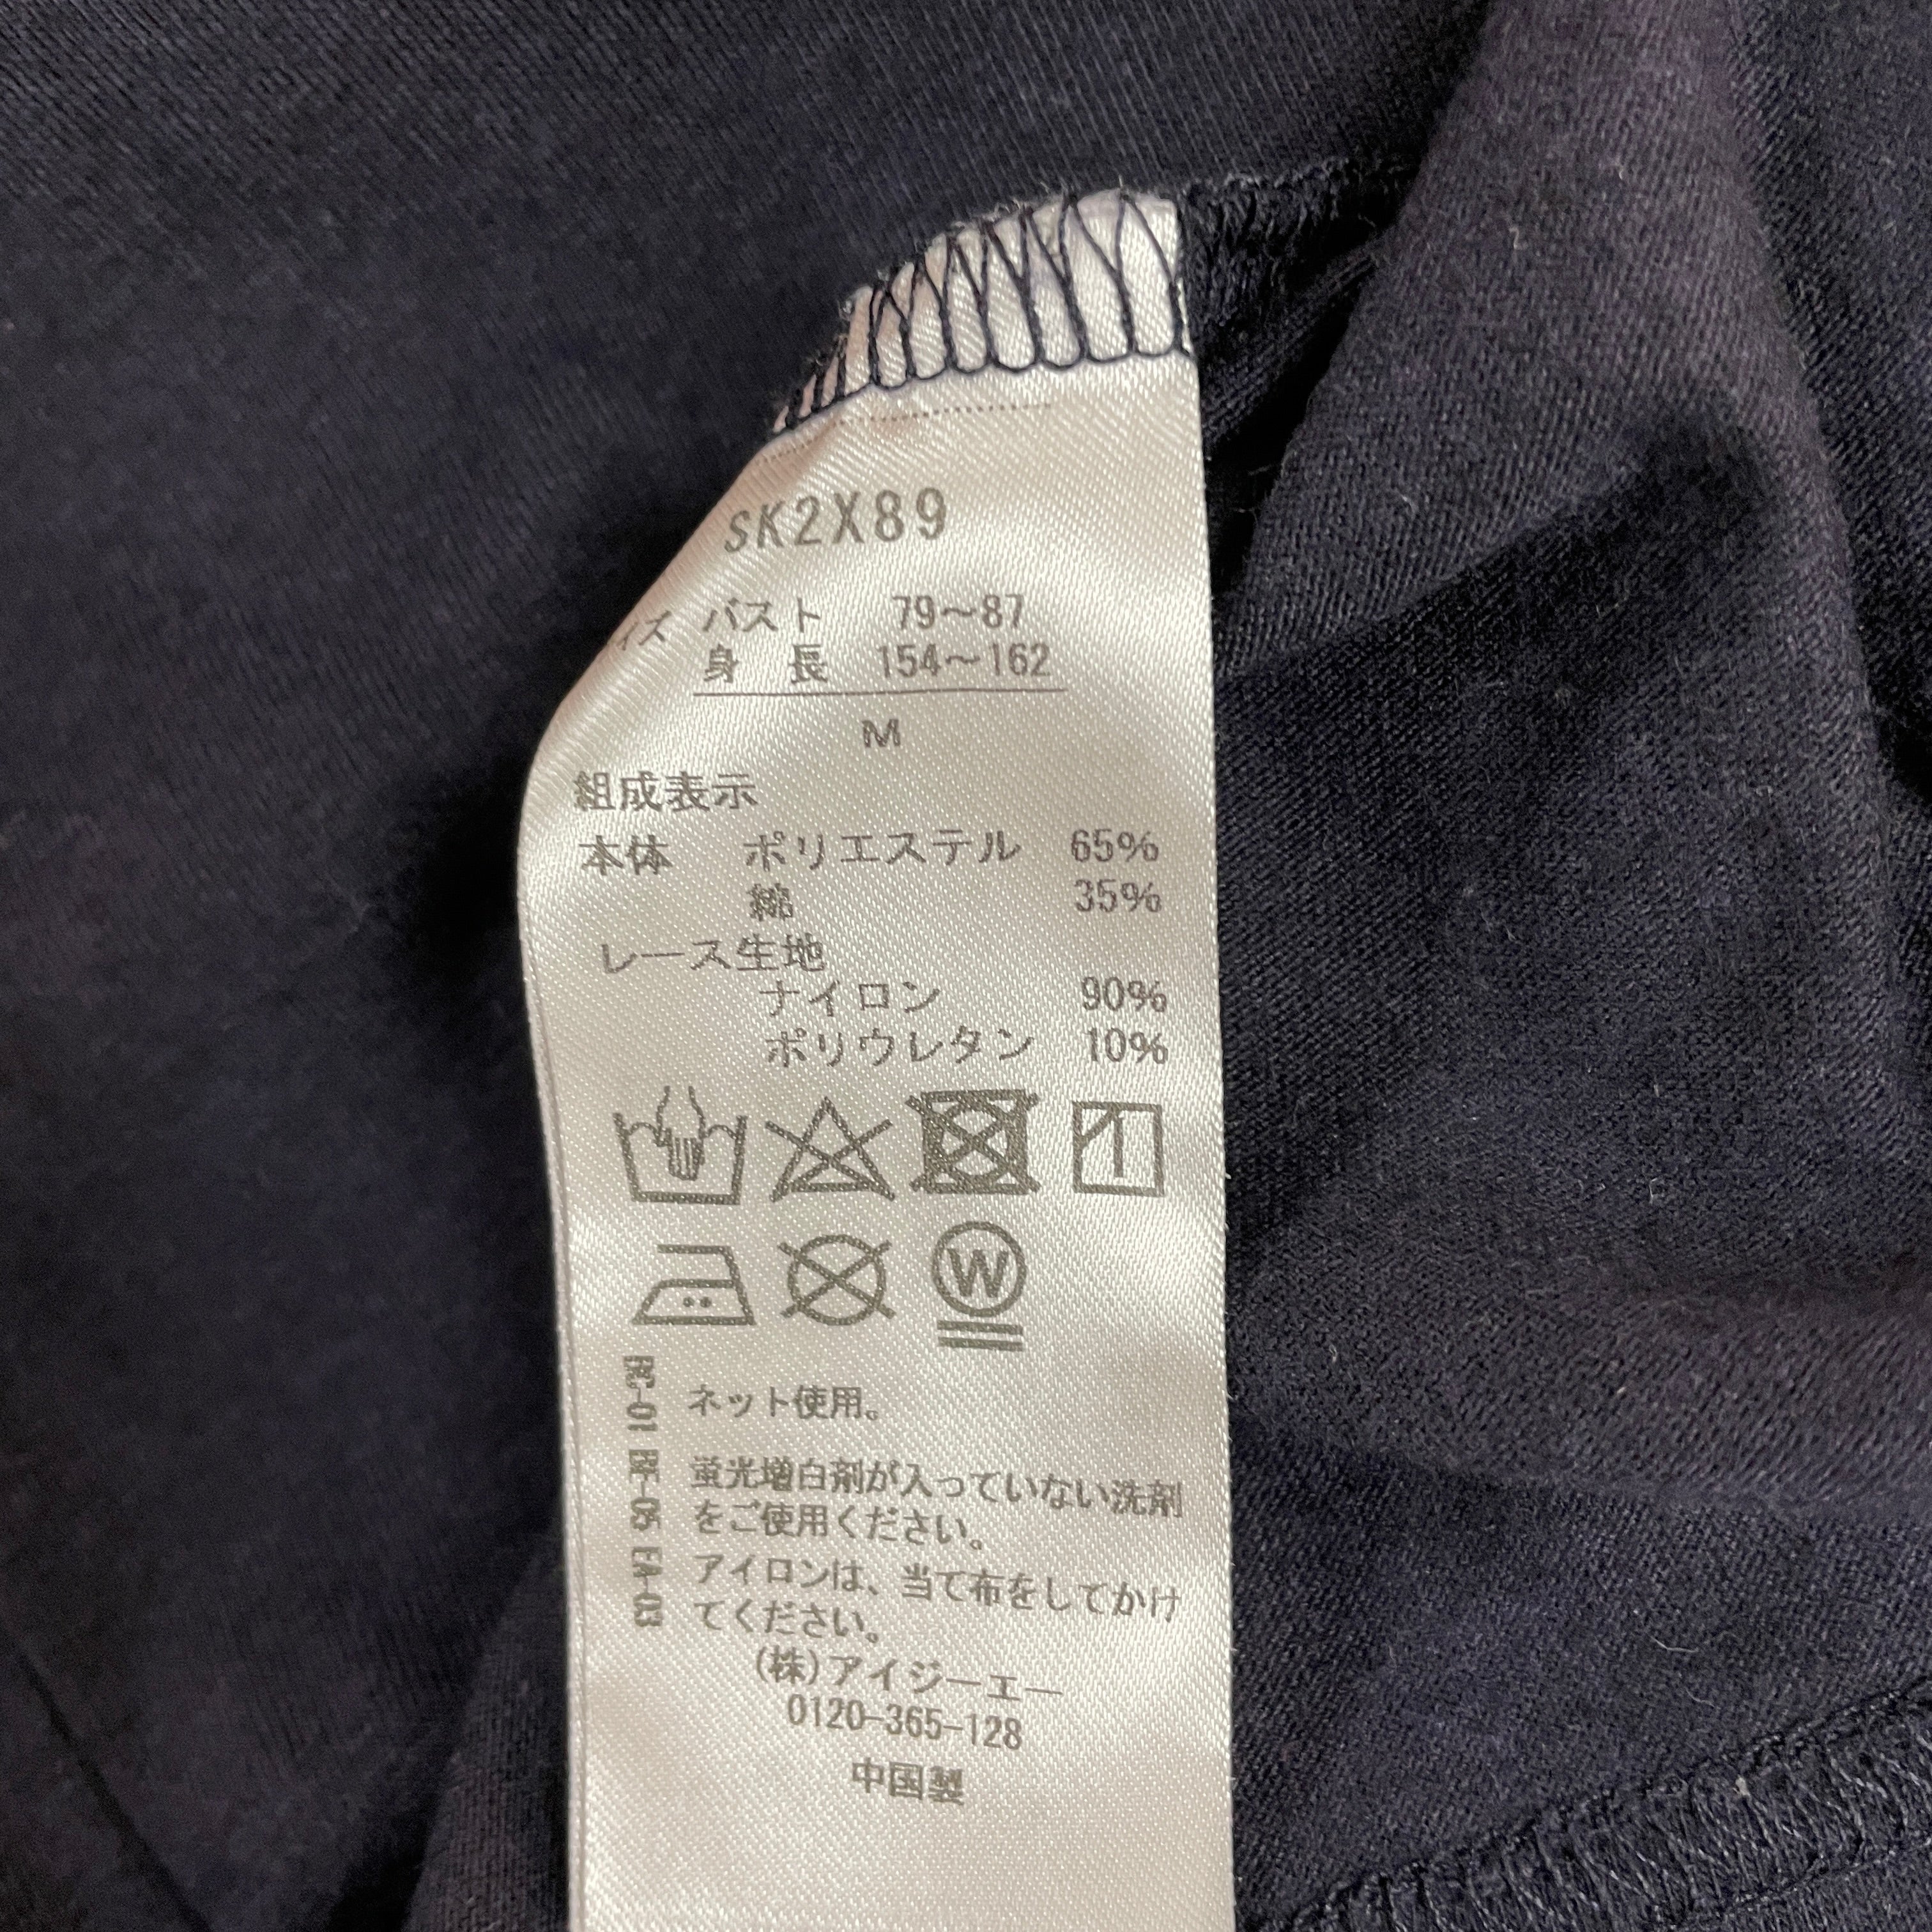 SK2X89
イズ バスト 79～87
身 長 154～162
M
組成表示
本体 ポリエステル 65%
綿 35%
レース生地
ナイロン 90%
ポリウレタン 10%
W
ネット使用。
蛍光増白剤が入っていない洗剤
をご使用ください。
アイロンは、当て布をしてかけ
てください。
(株)アイジーエー
0120-365-128
中国製